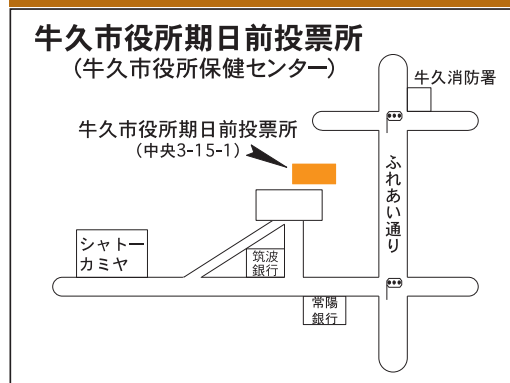 牛久市役所期日前投票所
(牛久市役所保健センター)
牛久消防署
牛久市役所期日前投票所
(中央3-15-1)
ふれあい通り
シャトー
カミヤ
筑波
銀行
常陽
銀行